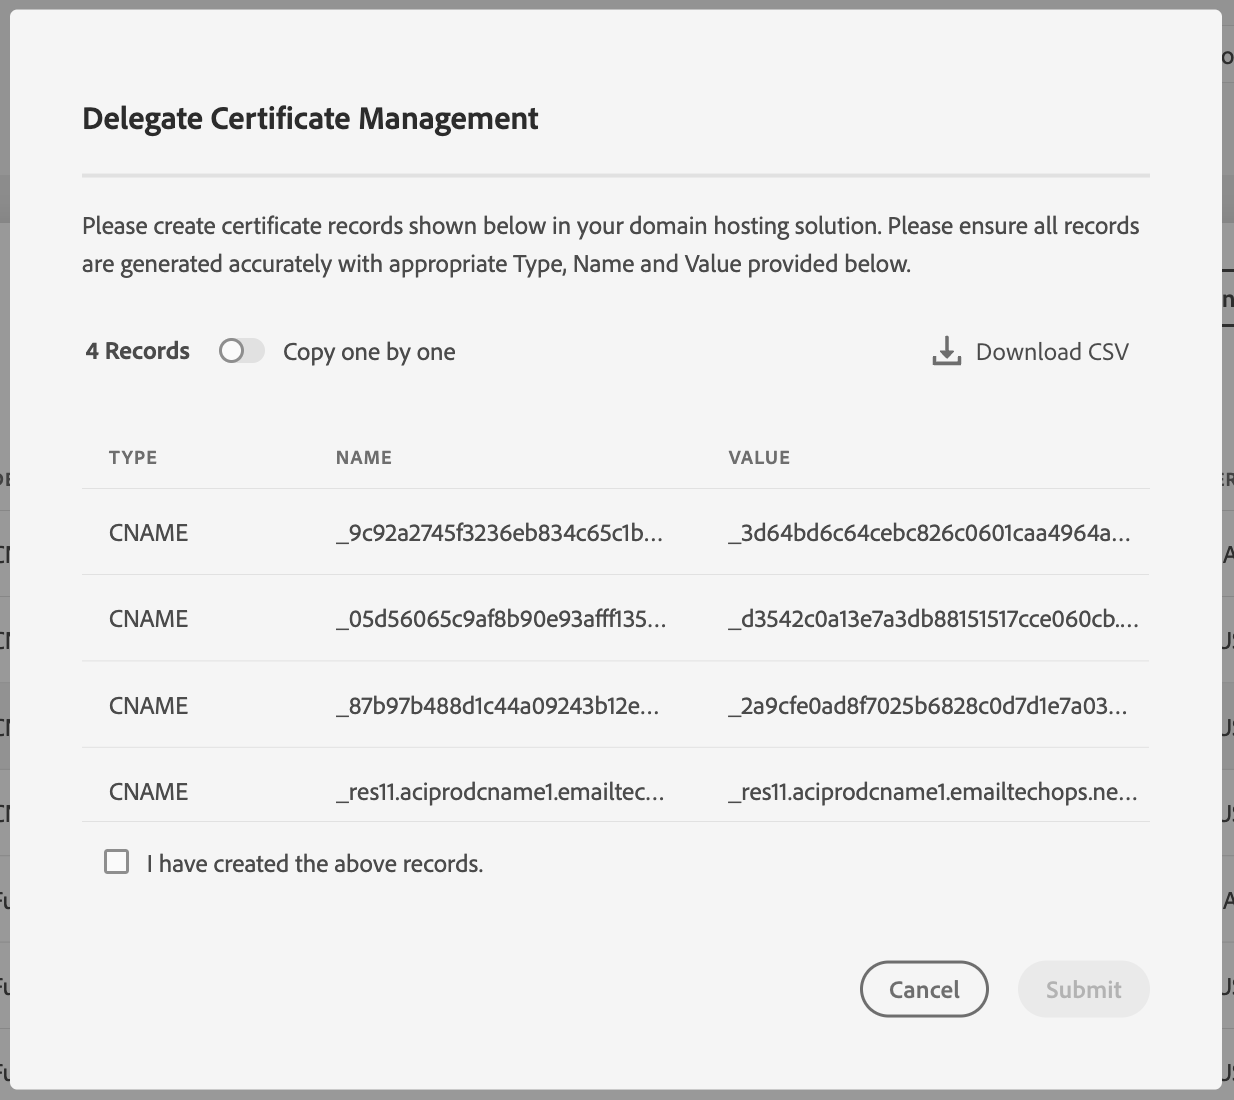 Delegate Certificate Management
Please create certificate records shown below in your domain hosting solution. Please ensure all records
are generated accurately with appropriate Type, Name and Value provided below.
4 Records Copy one by one Download CSV
TYPE NAME VALUE
CNAME _9c92a2745f3236eb834c65c1b... _3d64bd6c64cebc826c0601caa4964a...
CNAME _05d56065c9af8b90e93afff135... _d3542c0a13e7a3db88151517cce060cb....
CNAME _87b97b488d1c44a09243b12e... _2a9cfe0ad8f7025b6828c0d7d1e7a03...
CNAME _res11.aciprodcname1.emailtec... _res11.aciprodcname1.emailtechops.ne...
I have created the above records.
Cancel Submit